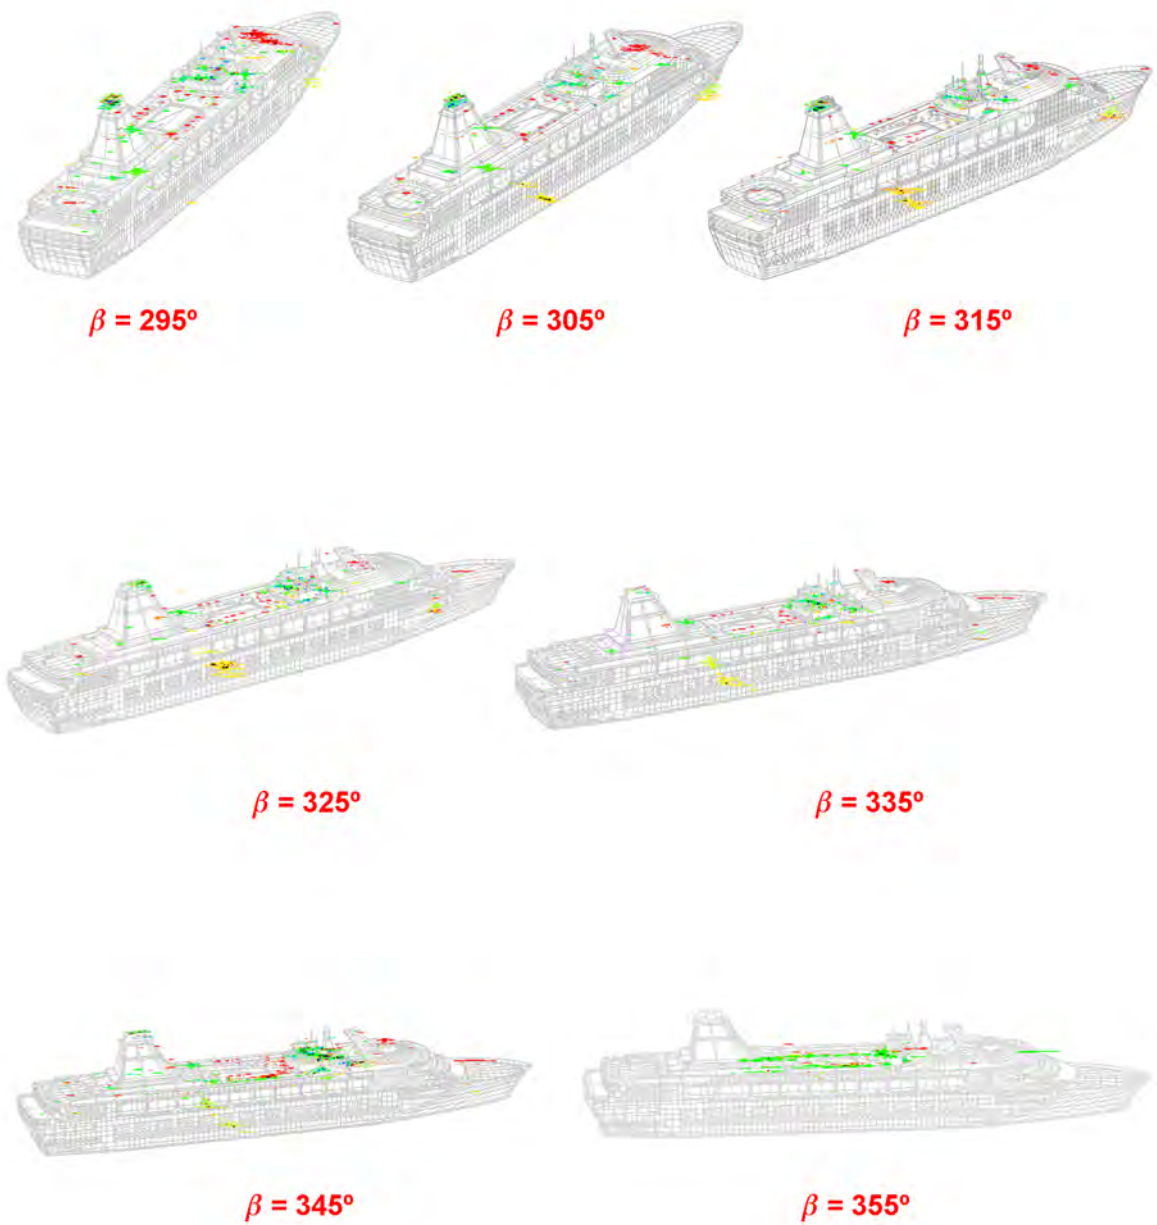 β = 295º
β = 305º
β = 315º
β = 325º
β = 335º
β = 345º
β = 355º